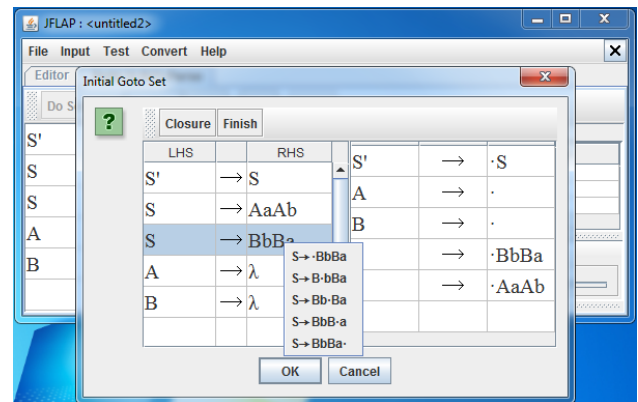 JFLAP : <untitled2>
File Input Test Convert Help
Editor
Initial Goto Set
Do S
?
Closure Finish
LHS RHS
S' → S
S → AaAb
S → BbBa
A → λ
B → λ
S' → ·S
A → ·
B → ·
→ ·BbBa
→ ·AaAb
S→·BbBa
S→B·bBa
S→Bb·Ba
S→BbB·a
S→BbBa·
S'
S
S
A
B
OK Cancel